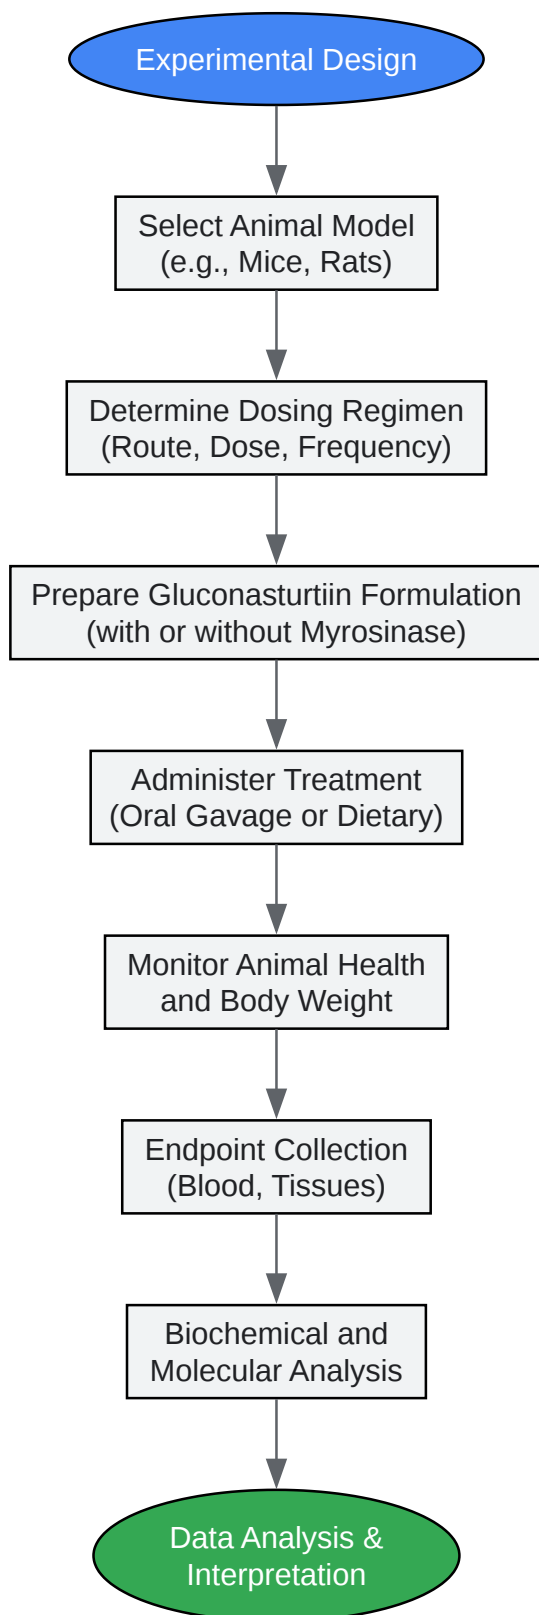 Experimental Design
Select Animal Model
(e.g., Mice, Rats)
Determine Dosing Regimen
(Route, Dose, Frequency)
Prepare Gluconasturtiin Formulation
(with or without Myrosinase)
Administer Treatment
(Oral Gavage or Dietary)
Monitor Animal Health
and Body Weight
Endpoint Collection
(Blood, Tissues)
Biochemical and
Molecular Analysis
Data Analysis &
Interpretation